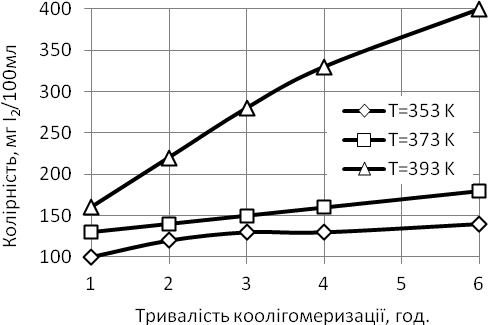 Колірність, мг I₂/100мл
400
350
300
250
200
150
100
T=353 K
T=373 K
T=393 K
1 2 3 4 5 6
Тривалість коолігомеризації, год.